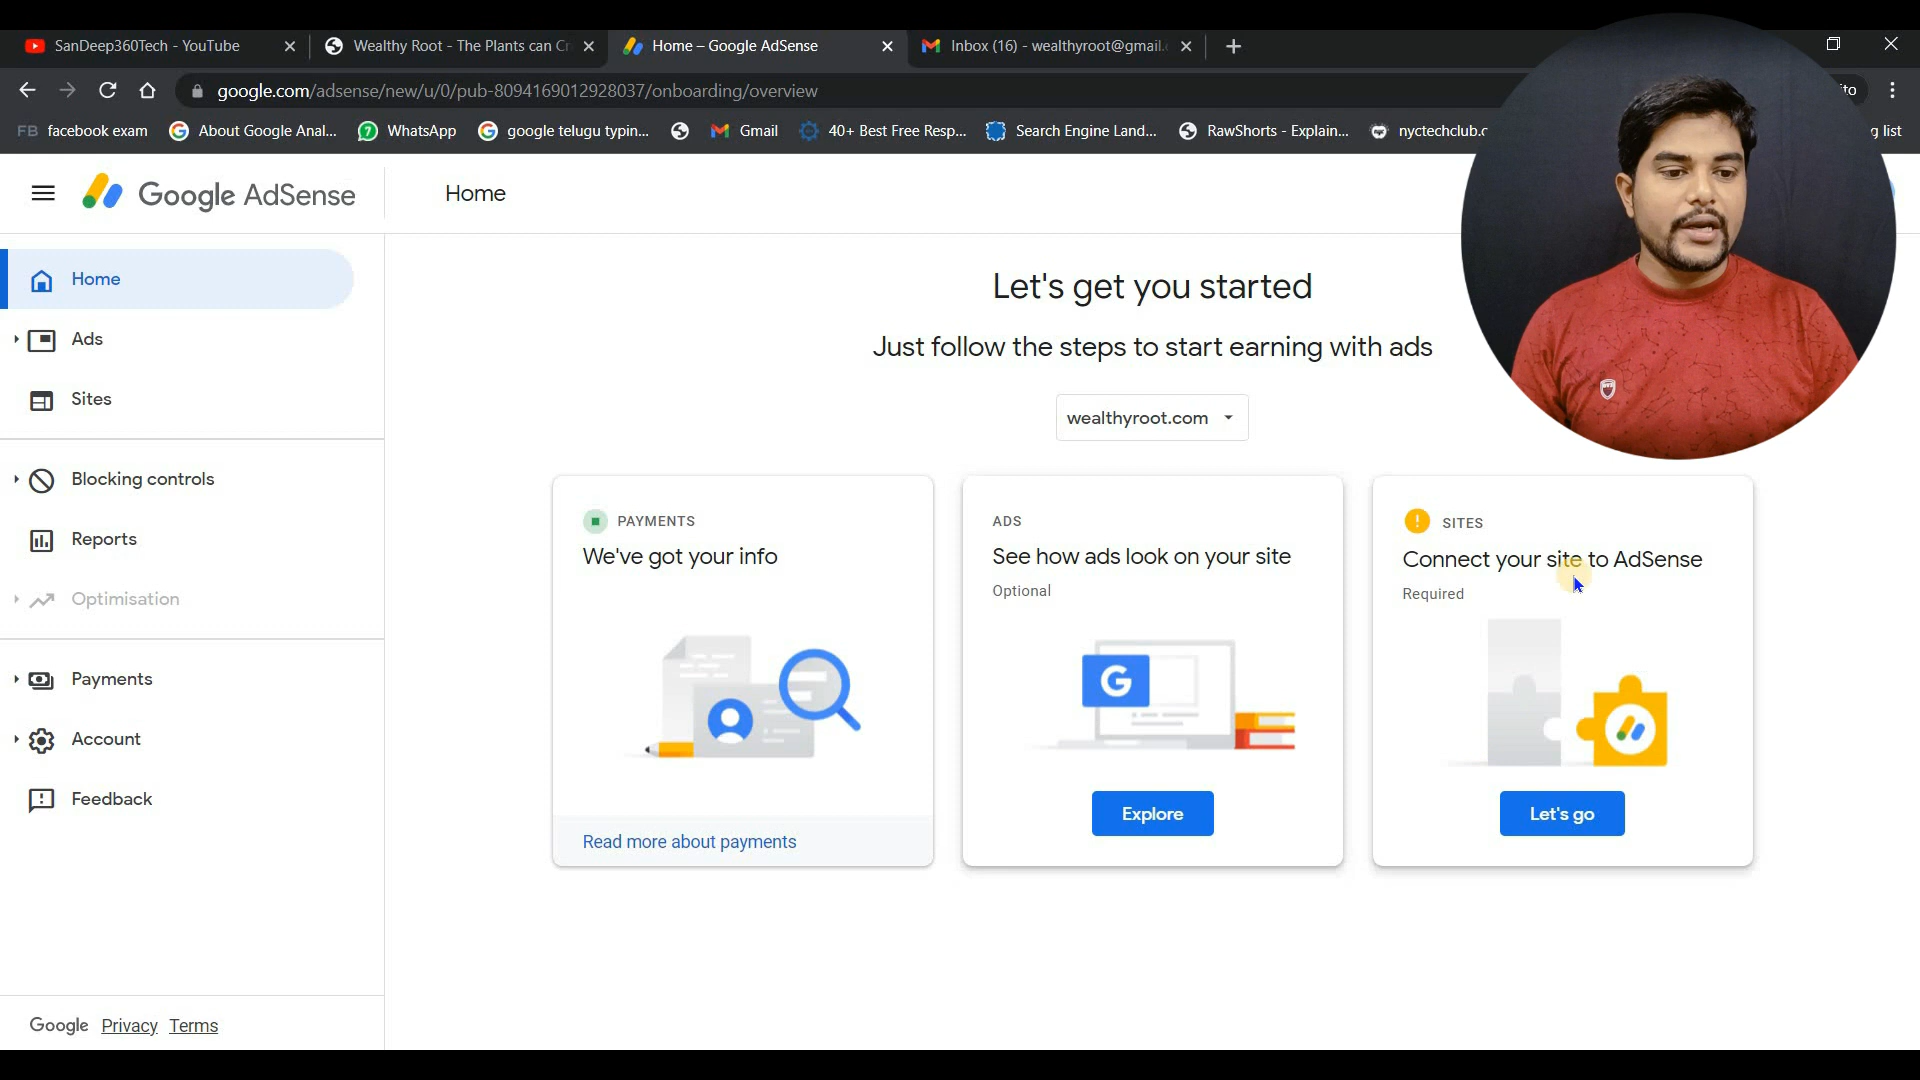 SanDeep360Tech - YouTube
Wealthy Root - The Plants can Cr
Home – Google AdSense
Inbox (16) - wealthyroot@gmail.c
google.com/adsense/new/u/0/pub-8094169012928037/onboarding/overview
FB facebook exam
About Google Anal...
WhatsApp
google telugu typin...
Gmail
40+ Best Free Resp...
Search Engine Land...
RawShorts - Explain...
nyctechclub.c
g list
Google AdSense
Home
Home
Ads
Sites
Blocking controls
Reports
Optimisation
Payments
Account
Feedback
Google Privacy Terms
Let's get you started
Just follow the steps to start earning with ads
wealthyroot.com
PAYMENTS
We've got your info
Read more about payments
ADS
See how ads look on your site
Optional
G
Explore
SITES
Connect your site to AdSense
Required
Let's go